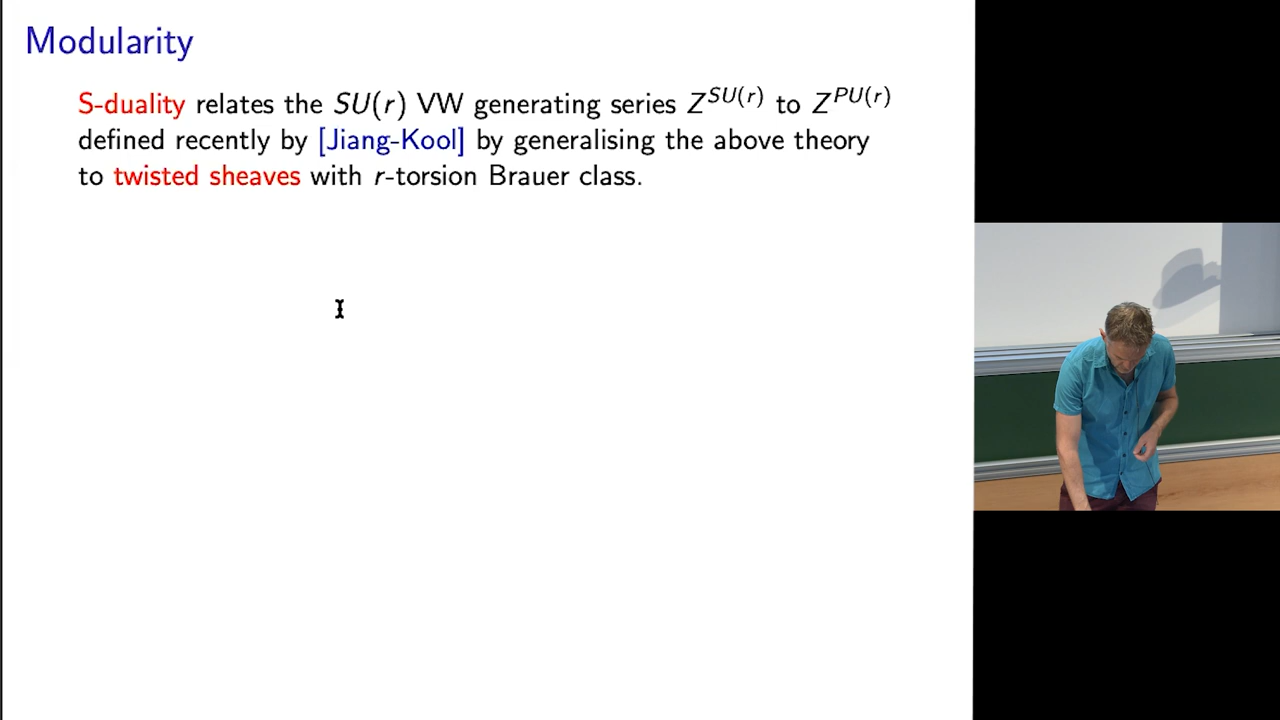 Modularity
S-duality relates the SU(r) VW generating series Z^{SU(r)} to Z^{PU(r)}
defined recently by [Jiang-Kool] by generalising the above theory
to twisted sheaves with r-torsion Brauer class.